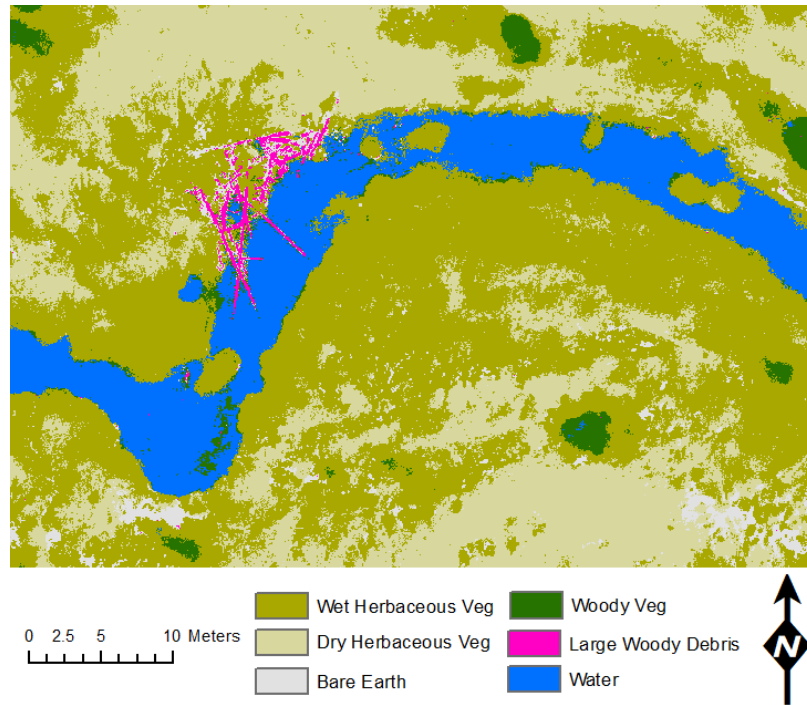 0 2.5 5 10 Meters
Wet Herbaceous Veg
Dry Herbaceous Veg
Bare Earth
Woody Veg
Large Woody Debris
Water
N